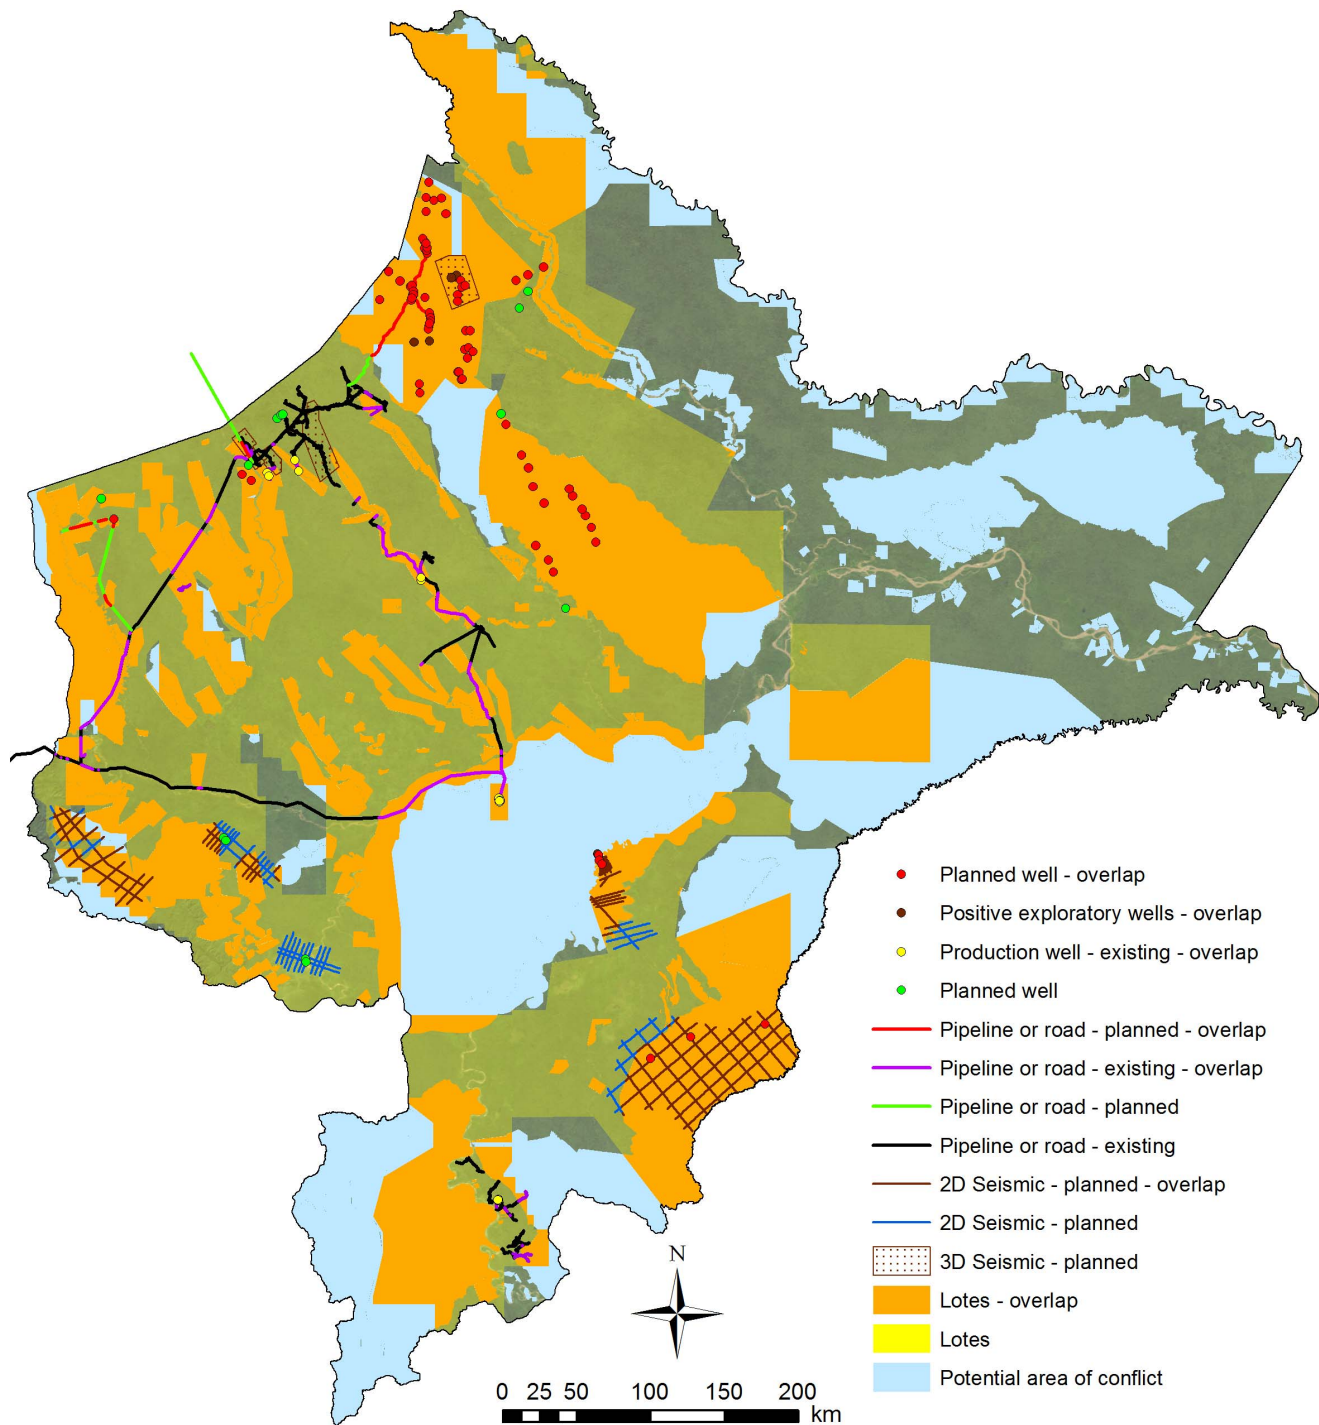 Planned well - overlap
Positive exploratory wells - overlap
Production well - existing - overlap
Planned well
Pipeline or road - planned - overlap
Pipeline or road - existing - overlap
Pipeline or road - planned
Pipeline or road - existing
2D Seismic - planned - overlap
2D Seismic - planned
3D Seismic - planned
Lotes - overlap
Lotes
Potential area of conflict
N
0 25 50 100 150 200
km